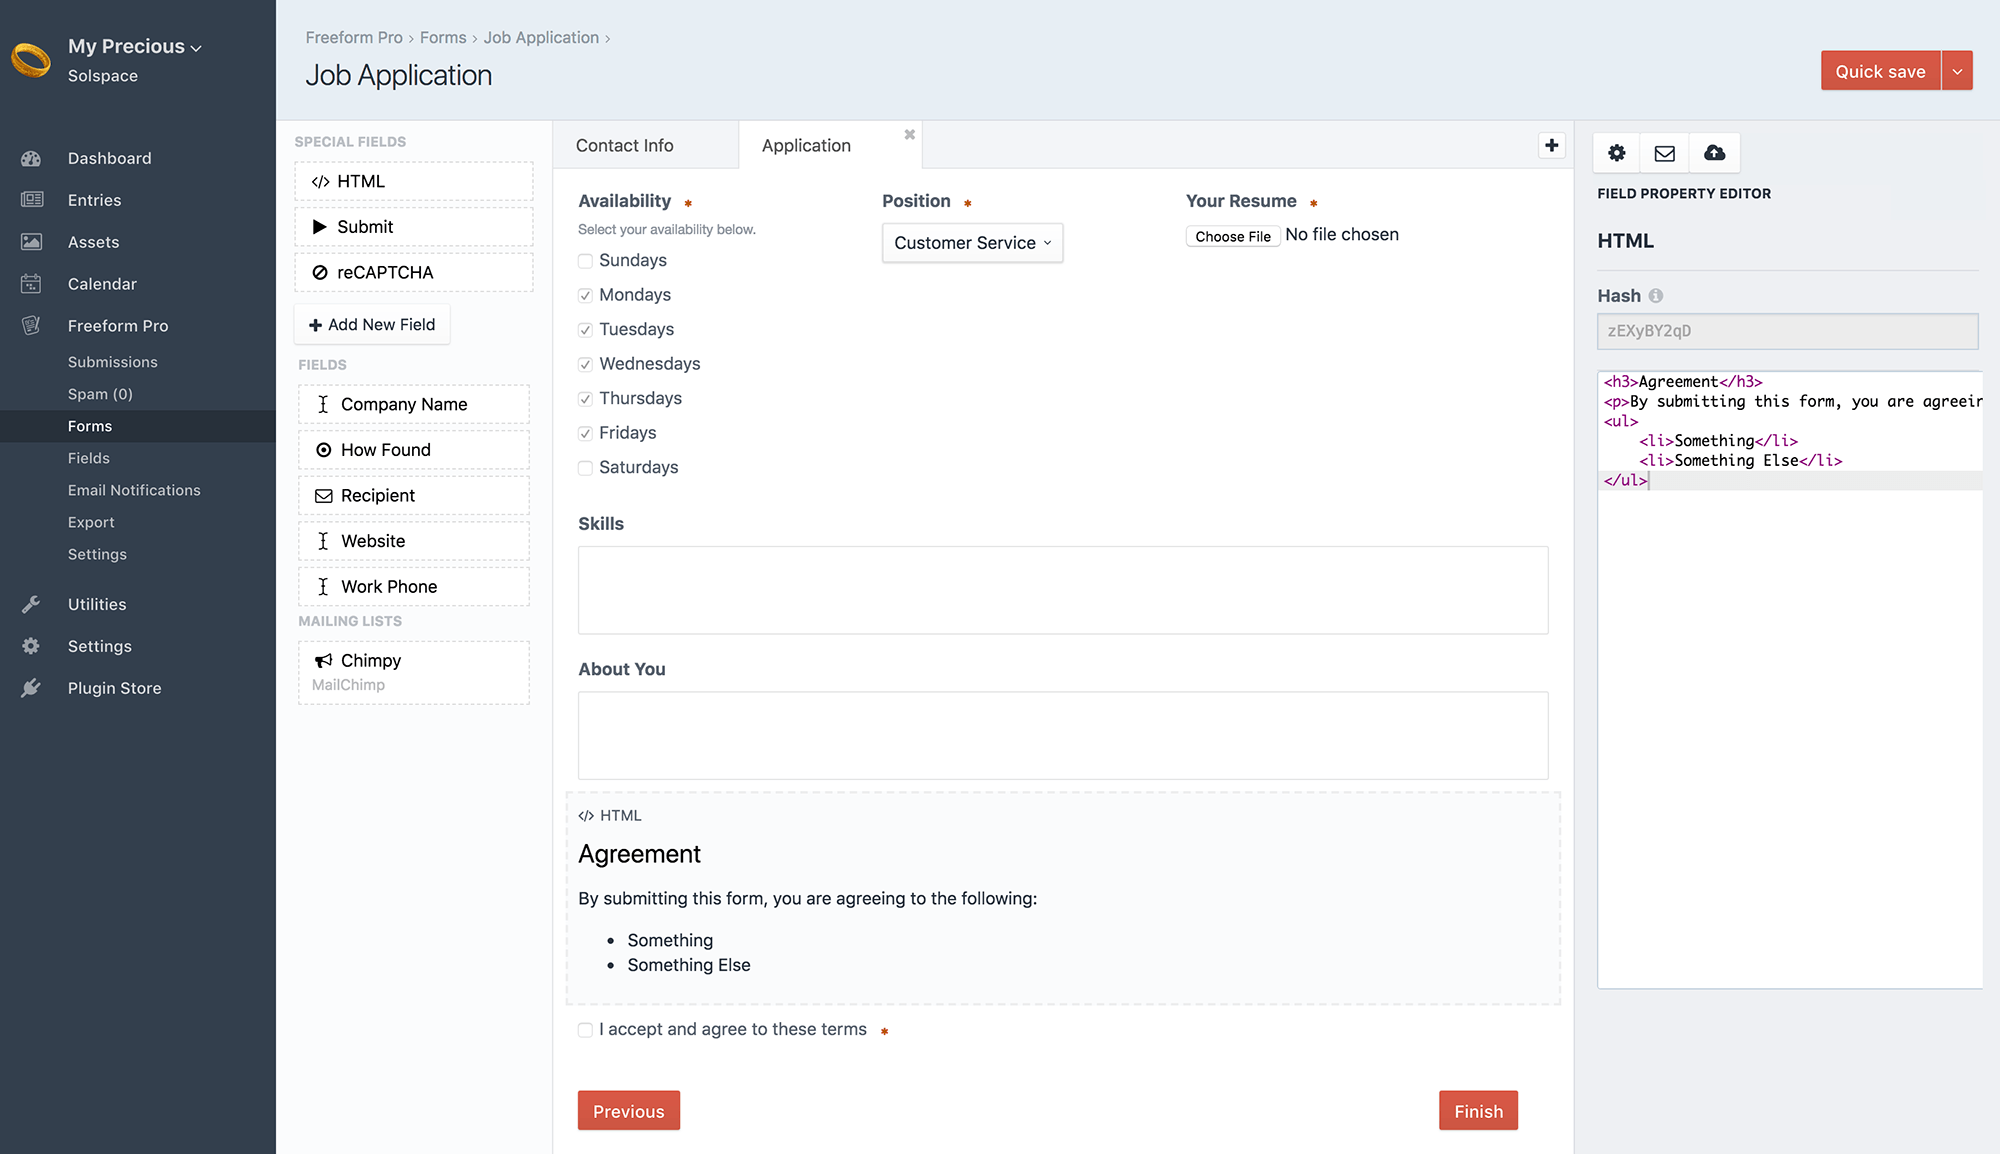 My Precious
Solspace
Dashboard
Entries
Assets
Calendar
Freeform Pro
Submissions
Spam (0)
Forms
Fields
Email Notifications
Export
Settings
Utilities
Settings
Plugin Store
Freeform Pro › Forms › Job Application ›
Job Application
Quick save
SPECIAL FIELDS
</> HTML
Submit
reCAPTCHA
+ Add New Field
FIELDS
Company Name
How Found
Recipient
Website
Work Phone
MAILING LISTS
Chimpy
MailChimp
Contact Info
Application
Availability *
Select your availability below.
Sundays
Mondays
Tuesdays
Wednesdays
Thursdays
Fridays
Saturdays
Position *
Customer Service
Your Resume *
Choose File No file chosen
Skills
About You
</> HTML
Agreement
By submitting this form, you are agreeing to the following:
• Something
• Something Else
I accept and agree to these terms *
Previous
Finish
FIELD PROPERTY EDITOR
HTML
Hash
zEXyBY2qD
<h3>Agreement</h3>
<p>By submitting this form, you are agreeir
<ul>
<li>Something</li>
<li>Something Else</li>
</ul>